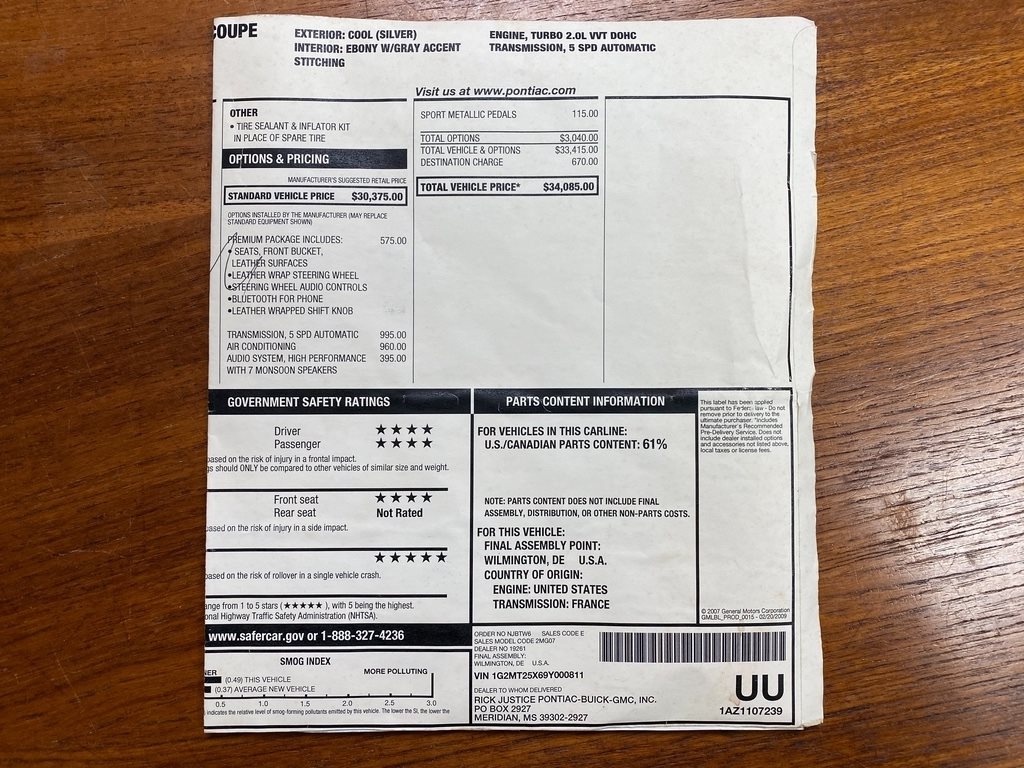 COUPE
EXTERIOR: COOL (SILVER)
INTERIOR: EBONY W/GRAY ACCENT
STITCHING
ENGINE, TURBO 2.0L VVT DOHC
TRANSMISSION, 5 SPD AUTOMATIC
Visit us at www.pontiac.com
OTHER
• TIRE SEALANT & INFLATOR KIT
IN PLACE OF SPARE TIRE
OPTIONS & PRICING
MANUFACTURER'S SUGGESTED RETAIL PRICE
STANDARD VEHICLE PRICE $30,375.00
OPTIONS INSTALLED BY THE MANUFACTURER (MAY REPLACE
STANDARD EQUIPMENT SHOWN)
PREMIUM PACKAGE INCLUDES: 575.00
• SEATS, FRONT BUCKET,
LEATHER SURFACES
•LEATHER WRAP STEERING WHEEL
•STEERING WHEEL AUDIO CONTROLS
•BLUETOOTH FOR PHONE
•LEATHER WRAPPED SHIFT KNOB
TRANSMISSION, 5 SPD AUTOMATIC 995.00
AIR CONDITIONING 960.00
AUDIO SYSTEM, HIGH PERFORMANCE 395.00
WITH 7 MONSOON SPEAKERS
SPORT METALLIC PEDALS 115.00
TOTAL OPTIONS $3,040.00
TOTAL VEHICLE & OPTIONS $33,415.00
DESTINATION CHARGE 670.00
TOTAL VEHICLE PRICE* $34,085.00
GOVERNMENT SAFETY RATINGS
Driver ★★★★
Passenger ★★★★
based on the risk of injury in a frontal impact.
gs should ONLY be compared to other vehicles of similar size and weight.
Front seat ★★★★
Rear seat Not Rated
based on the risk of injury in a side impact.
★★★★★
based on the risk of rollover in a single vehicle crash.
ange from 1 to 5 stars (★★★★★), with 5 being the highest.
onal Highway Traffic Safety Administration (NHTSA).
www.safercar.gov or 1-888-327-4236
SMOG INDEX
NER MORE POLLUTING
(0.49) THIS VEHICLE
(0.37) AVERAGE NEW VEHICLE
0.5 1.0 1.5 2.0 2.5 3.0
indicates the relative level of smog-forming pollutants emitted by this vehicle. The lower the SI, the lower the
PARTS CONTENT INFORMATION
FOR VEHICLES IN THIS CARLINE:
U.S./CANADIAN PARTS CONTENT: 61%
NOTE: PARTS CONTENT DOES NOT INCLUDE FINAL
ASSEMBLY, DISTRIBUTION, OR OTHER NON-PARTS COSTS.
FOR THIS VEHICLE:
FINAL ASSEMBLY POINT:
WILMINGTON, DE U.S.A.
COUNTRY OF ORIGIN:
ENGINE: UNITED STATES
TRANSMISSION: FRANCE
This label has been applied
pursuant to Federal law - Do not
remove prior to delivery to the
ultimate purchaser. *Includes
Manufacturer's Recommended
Pre-Delivery Service. Does not
include dealer installed options
and accessories not listed above,
local taxes or license fees.
© 2007 General Motors Corporation
GMLBL_PROD_0015 - 02/20/2009
ORDER NO NJBTW6 SALES CODE E
SALES MODEL CODE 2MG07
DEALER NO 19261
FINAL ASSEMBLY:
WILMINGTON, DE U.S.A.
VIN 1G2MT25X69Y000811
DEALER TO WHOM DELIVERED
RICK JUSTICE PONTIAC-BUICK-GMC, INC.
PO BOX 2927
MERIDIAN, MS 39302-2927
UU
1AZ1107239